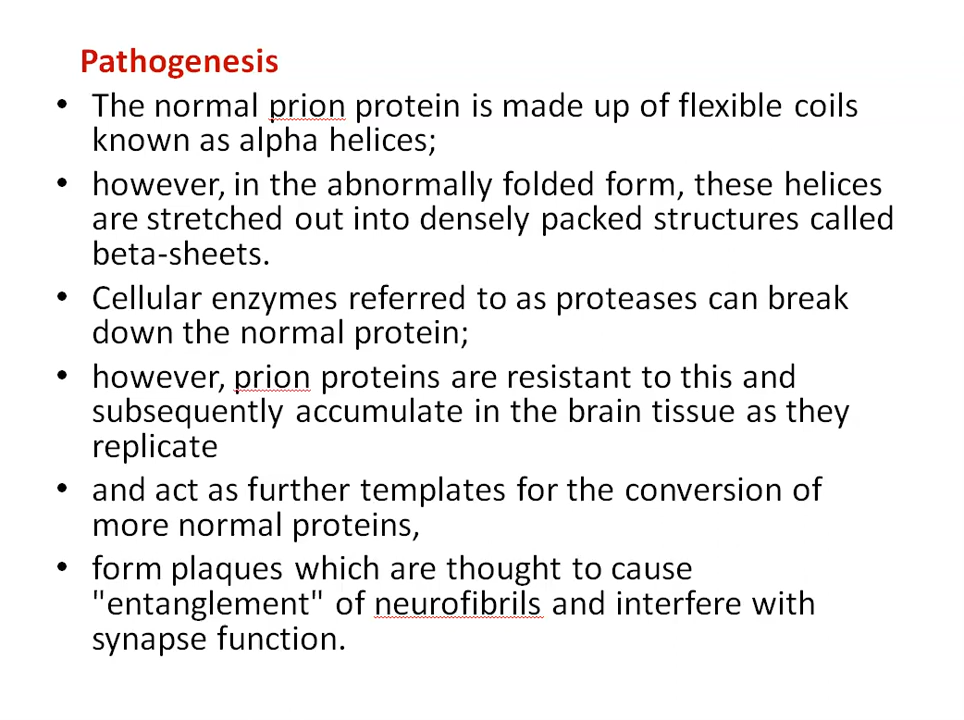 Pathogenesis
• The normal prion protein is made up of flexible coils
known as alpha helices;
• however, in the abnormally folded form, these helices
are stretched out into densely packed structures called
beta-sheets.
• Cellular enzymes referred to as proteases can break
down the normal protein;
• however, prion proteins are resistant to this and
subsequently accumulate in the brain tissue as they
replicate
• and act as further templates for the conversion of
more normal proteins,
• form plaques which are thought to cause
"entanglement" of neurofibrils and interfere with
synapse function.